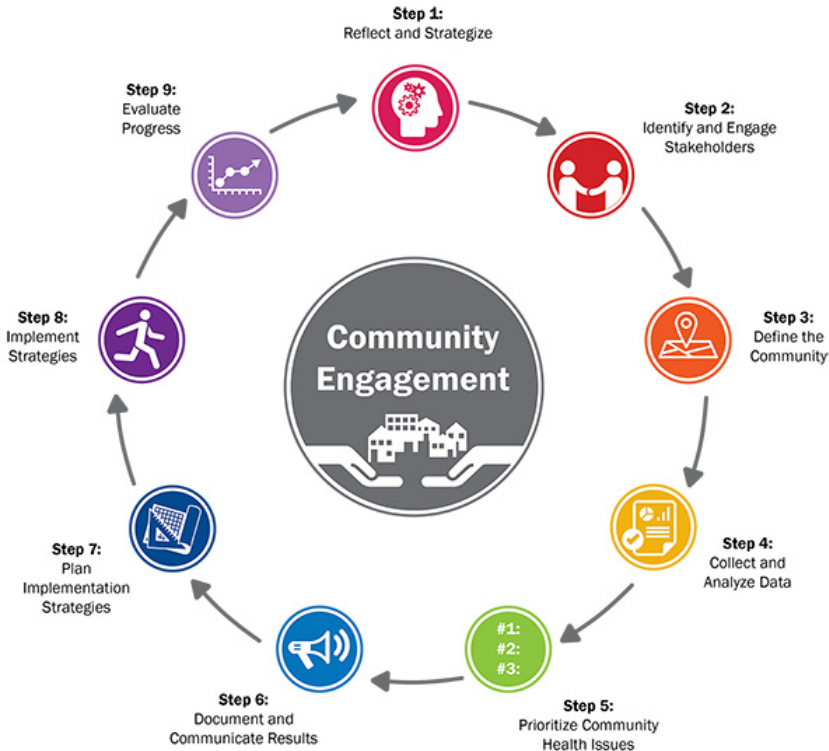 Step 1:
Reflect and Strategize
Step 2:
Identify and Engage
Stakeholders
Step 3:
Define the
Community
Step 4:
Collect and
Analyze Data
#1:
#2:
#3:
Step 5:
Prioritize Community
Health Issues
Step 6:
Document and
Communicate Results
Step 7:
Plan
Implementation
Strategies
Step 8:
Implement
Strategies
Step 9:
Evaluate
Progress
Community
Engagement